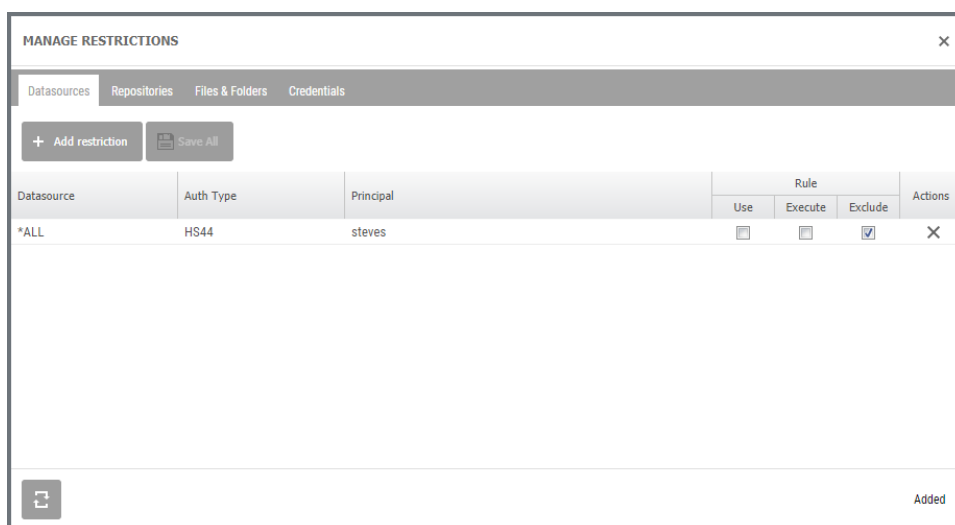 MANAGE RESTRICTIONS
Datasources Repositories Files & Folders Credentials
+ Add restriction Save All
Datasource Auth Type Principal Rule Actions
Use Execute Exclude
*ALL HS44 steves
Added